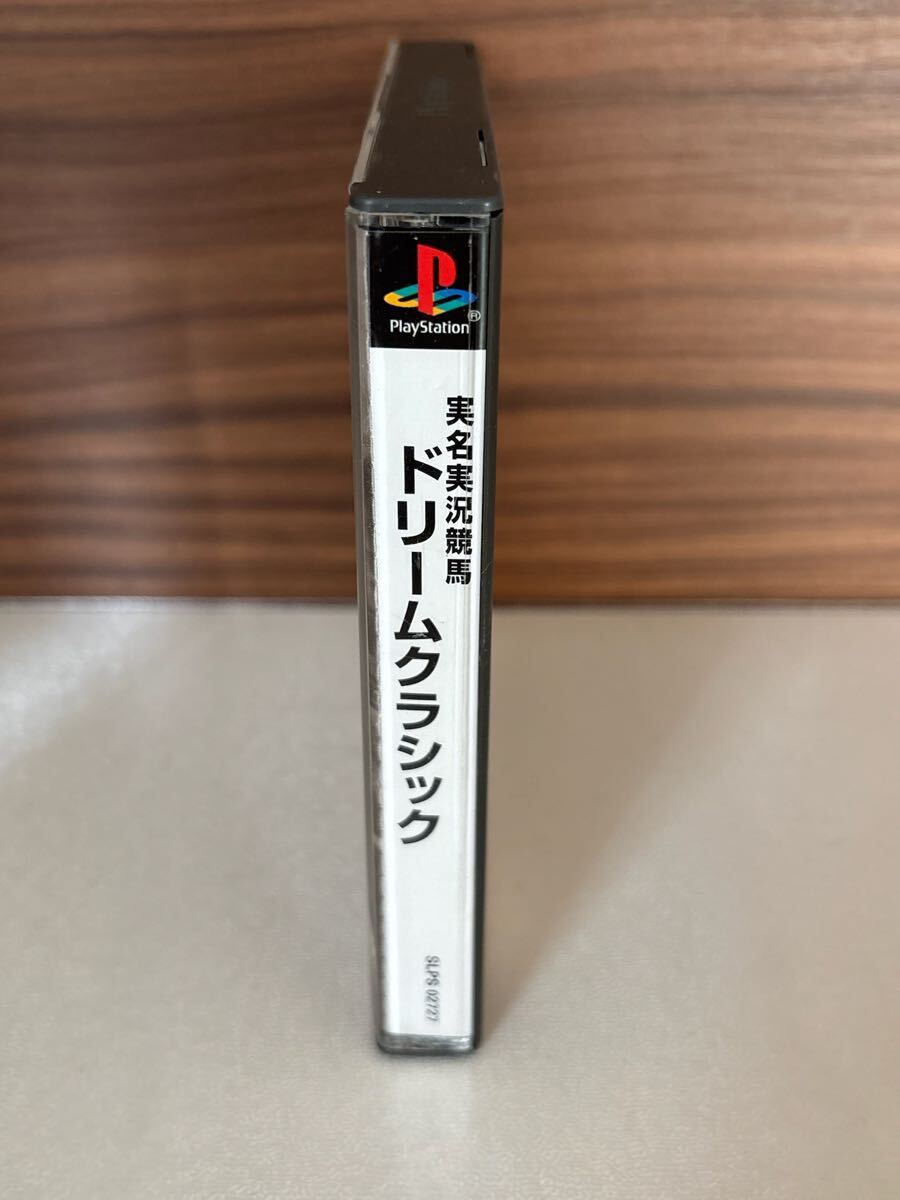 PlayStation
®
実名実況競馬
ドリームクラシック
SLPS 02727